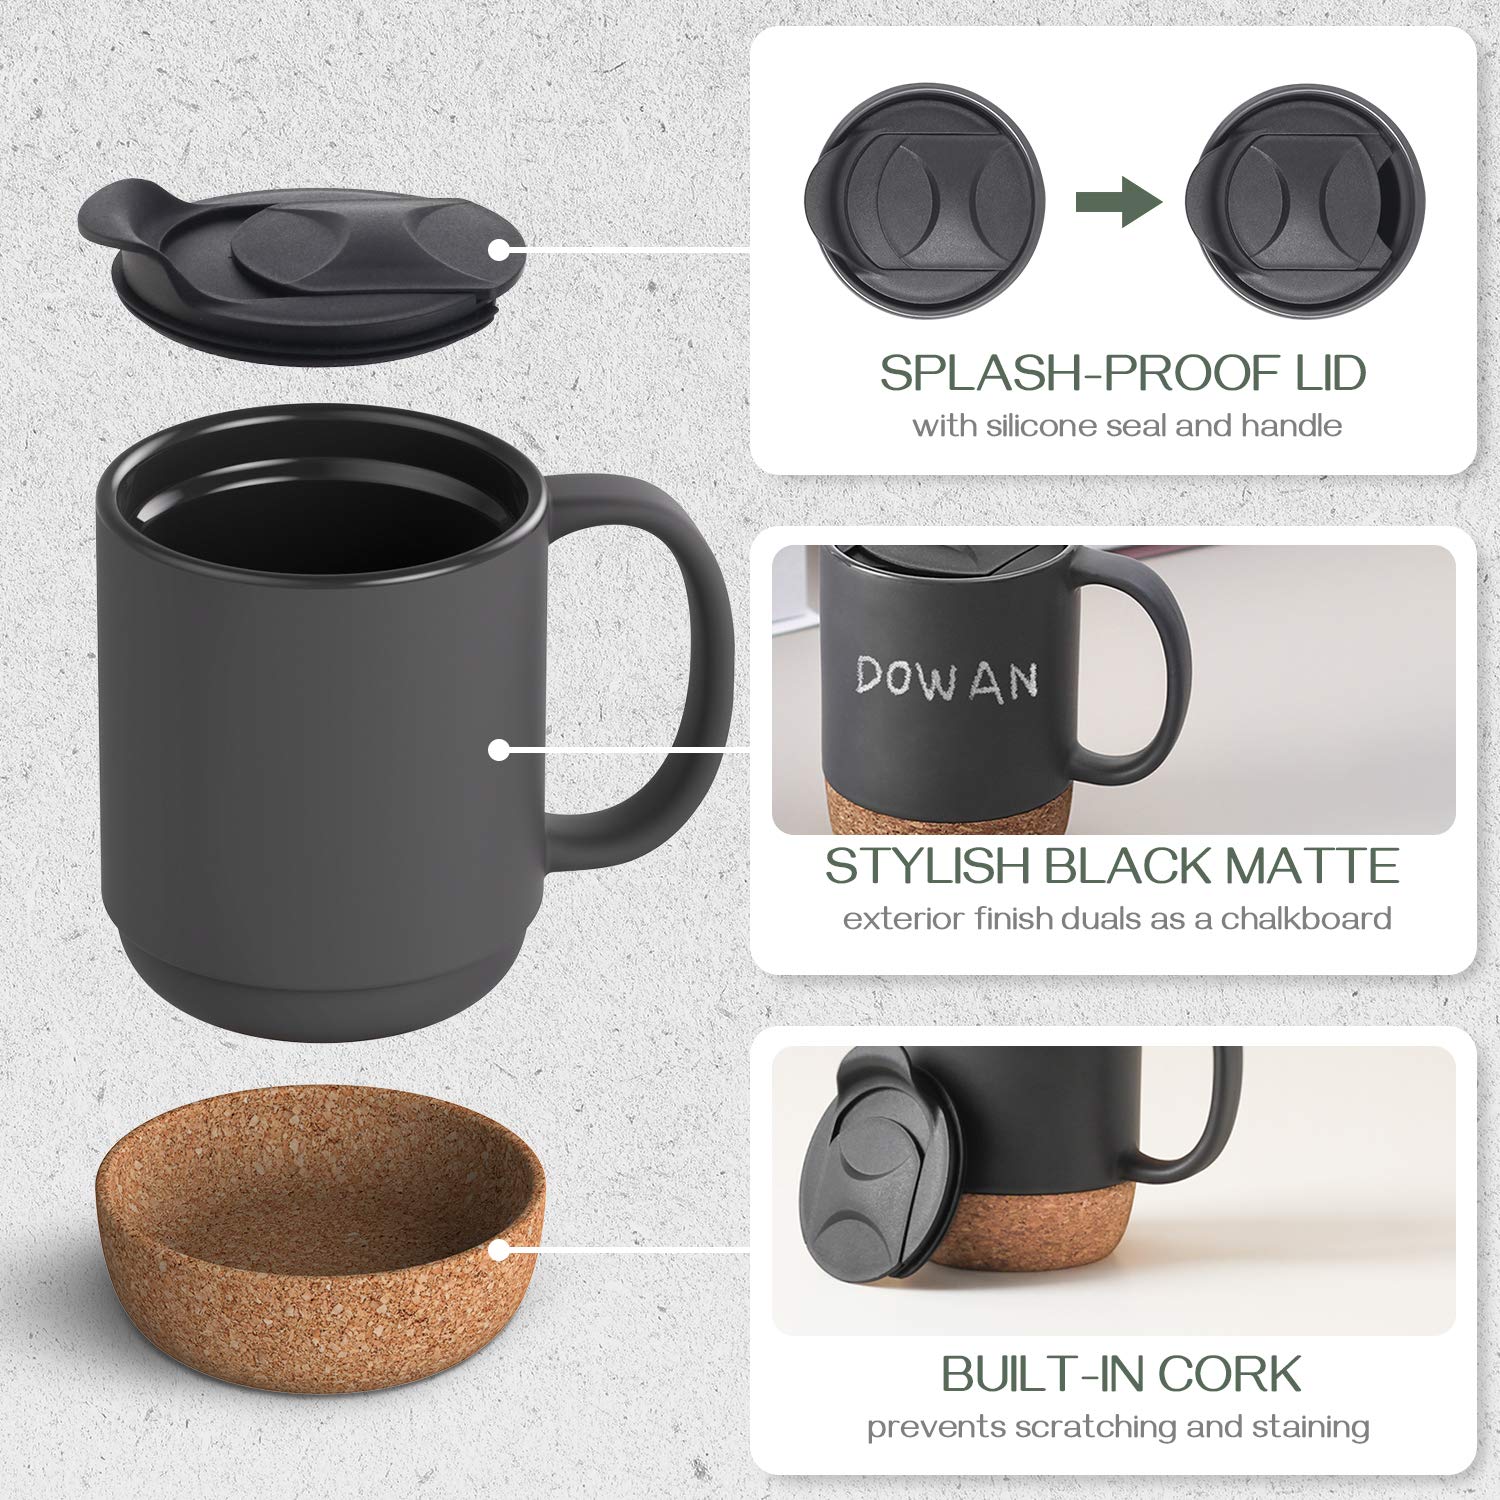 SPLASH-PROOF LID
with silicone seal and handle
DOWAN
STYLISH BLACK MATTE
exterior finish duals as a chalkboard
BUILT-IN CORK
prevents scratching and staining